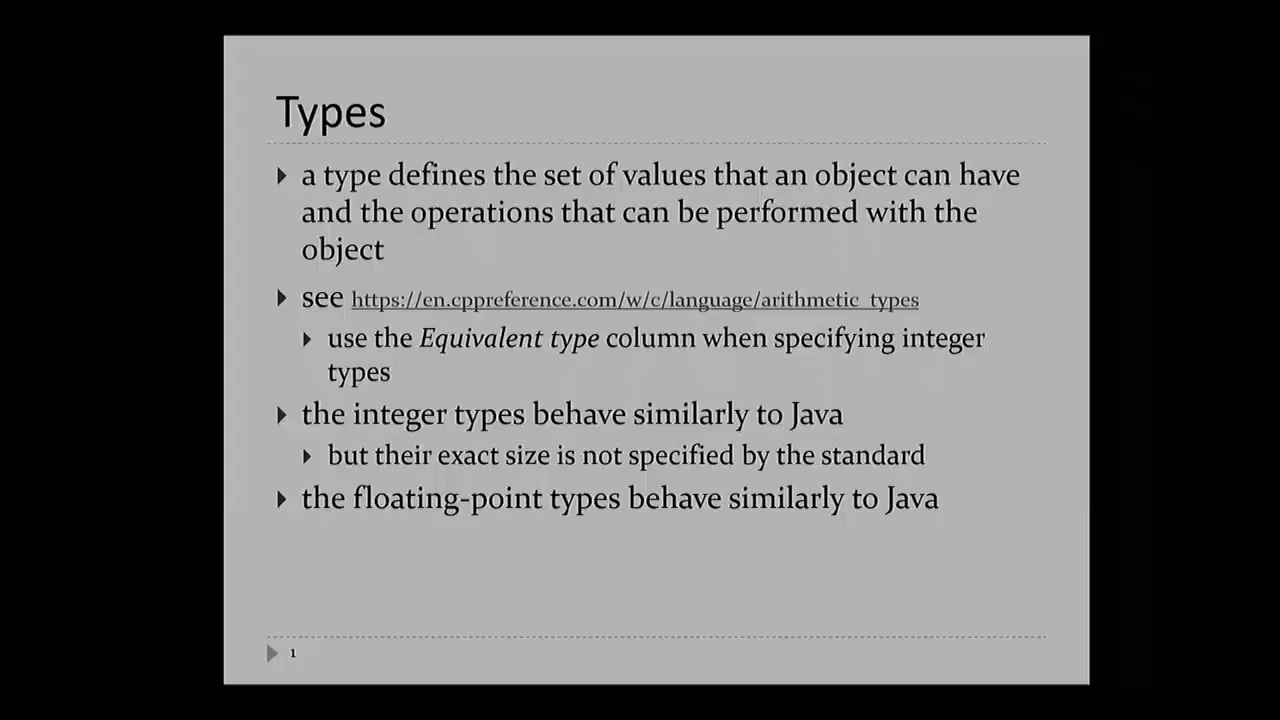 Types
a type defines the set of values that an object can have
and the operations that can be performed with the
object
see https://en.cppreference.com/w/c/language/arithmetic_types
use the Equivalent type column when specifying integer
types
the integer types behave similarly to Java
but their exact size is not specified by the standard
the floating-point types behave similarly to Java
1